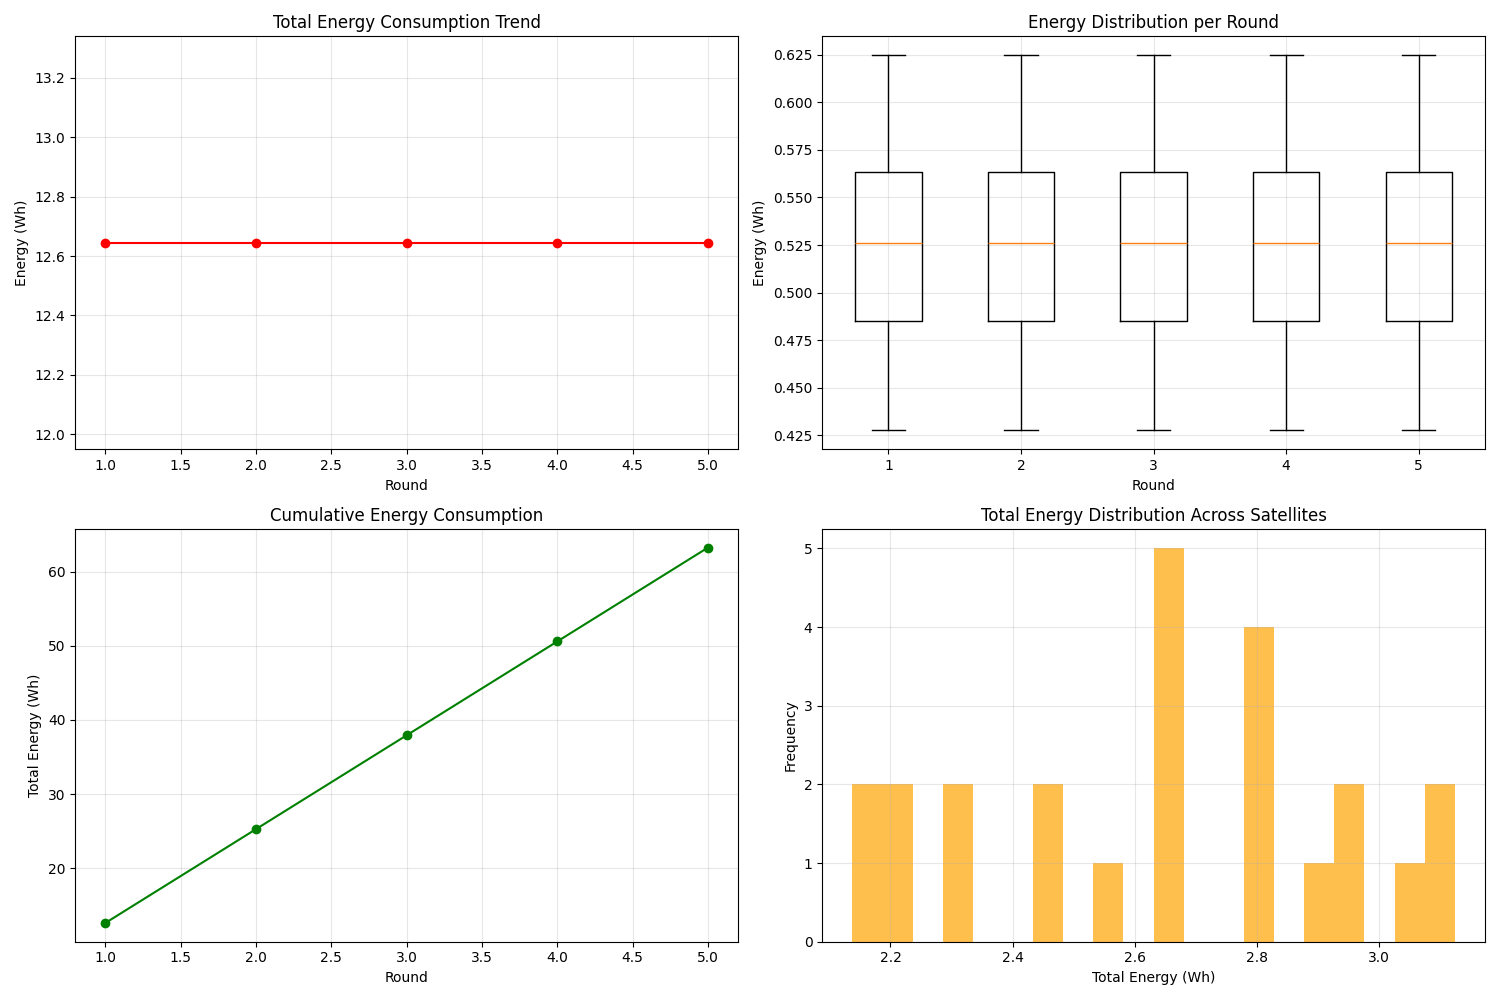 Total Energy Consumption Trend
Energy (Wh)
13.2
13.0
12.8
12.6
12.4
12.2
12.0
1.0 1.5 2.0 2.5 3.0 3.5 4.0 4.5 5.0
Round
Energy Distribution per Round
Energy (Wh)
0.625
0.600
0.575
0.550
0.525
0.500
0.475
0.450
0.425
1 2 3 4 5
Round
Cumulative Energy Consumption
Total Energy (Wh)
60
50
40
30
20
1.0 1.5 2.0 2.5 3.0 3.5 4.0 4.5 5.0
Round
Total Energy Distribution Across Satellites
Frequency
5
4
3
2
1
0
2.2 2.4 2.6 2.8 3.0
Total Energy (Wh)